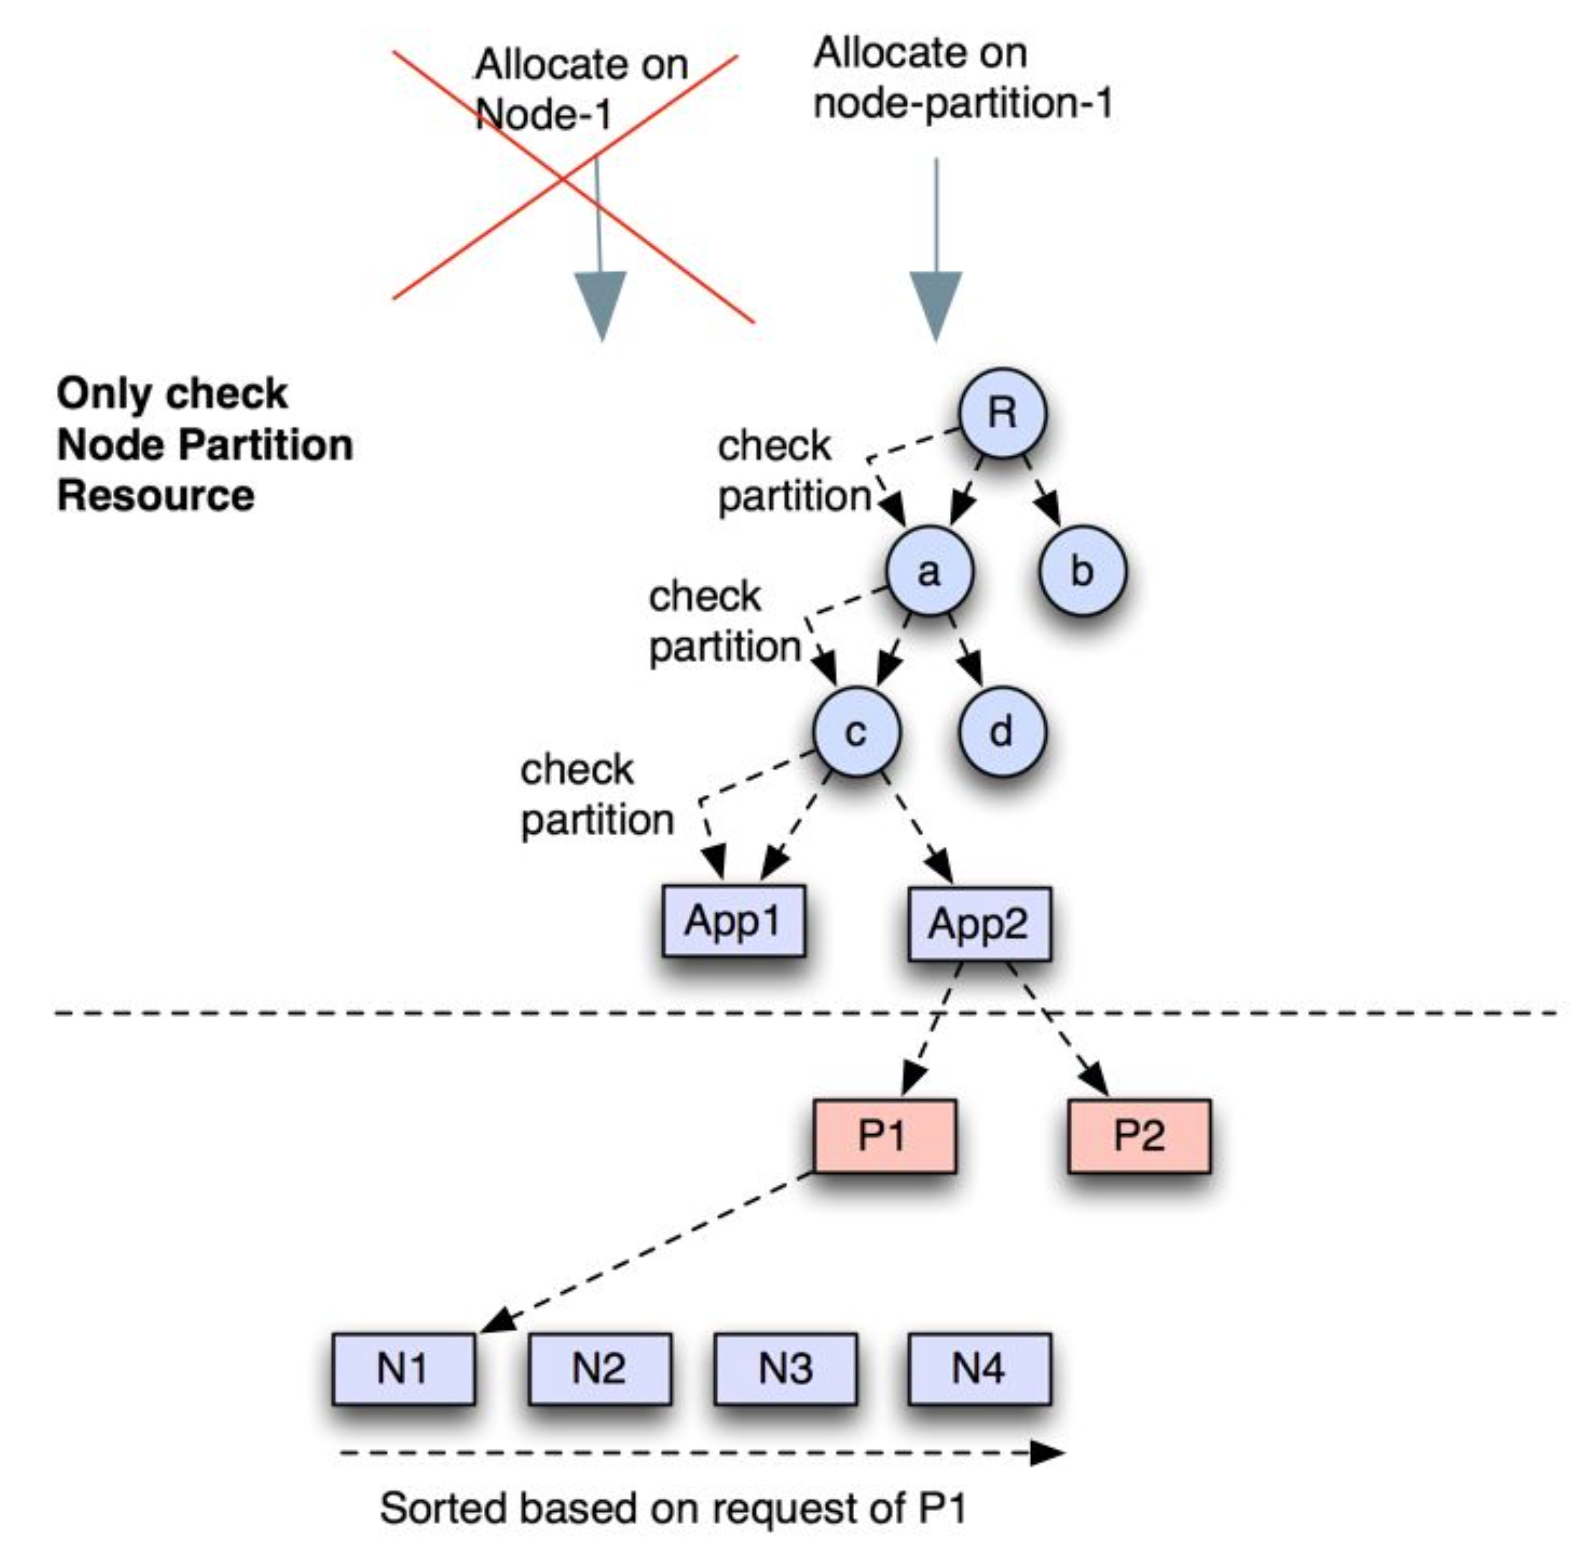 Allocate on
Node-1
Allocate on
node-partition-1
Only check
Node Partition
Resource
R
check
partition
a
b
check
partition
c
d
check
partition
App1
App2
P1
P2
N1
N2
N3
N4
Sorted based on request of P1